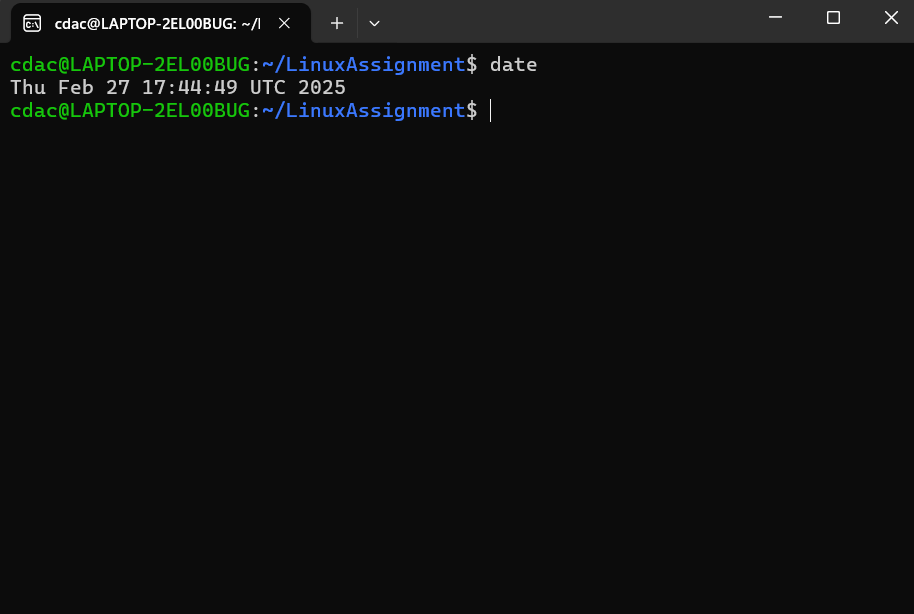 cdac@LAPTOP-2EL00BUG: ~/l
cdac@LAPTOP-2EL00BUG:~/LinuxAssignment$ date
Thu Feb 27 17:44:49 UTC 2025
cdac@LAPTOP-2EL00BUG:~/LinuxAssignment$